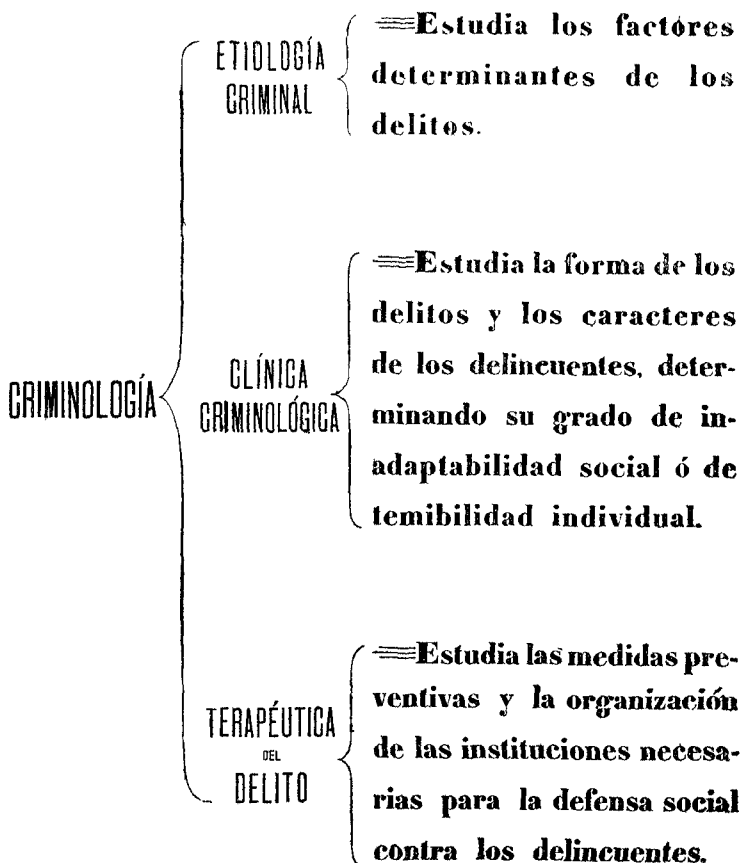 CRIMINOLOGÍA
ETIOLOGÍA
CRIMINAL
Estudia los factores
determinantes de los
delitos.
CLÍNICA
CRIMINOLÓGICA
Estudia la forma de los
delitos y los caracteres
de los delincuentes, deter-
minando su grado de in-
adaptabilidad social ó de
temibilidad individual.
TERAPÉUTICA
DEL
DELITO
Estudia las medidas pre-
ventivas y la organización
de las instituciones necesa-
rias para la defensa social
contra los delincuentes.